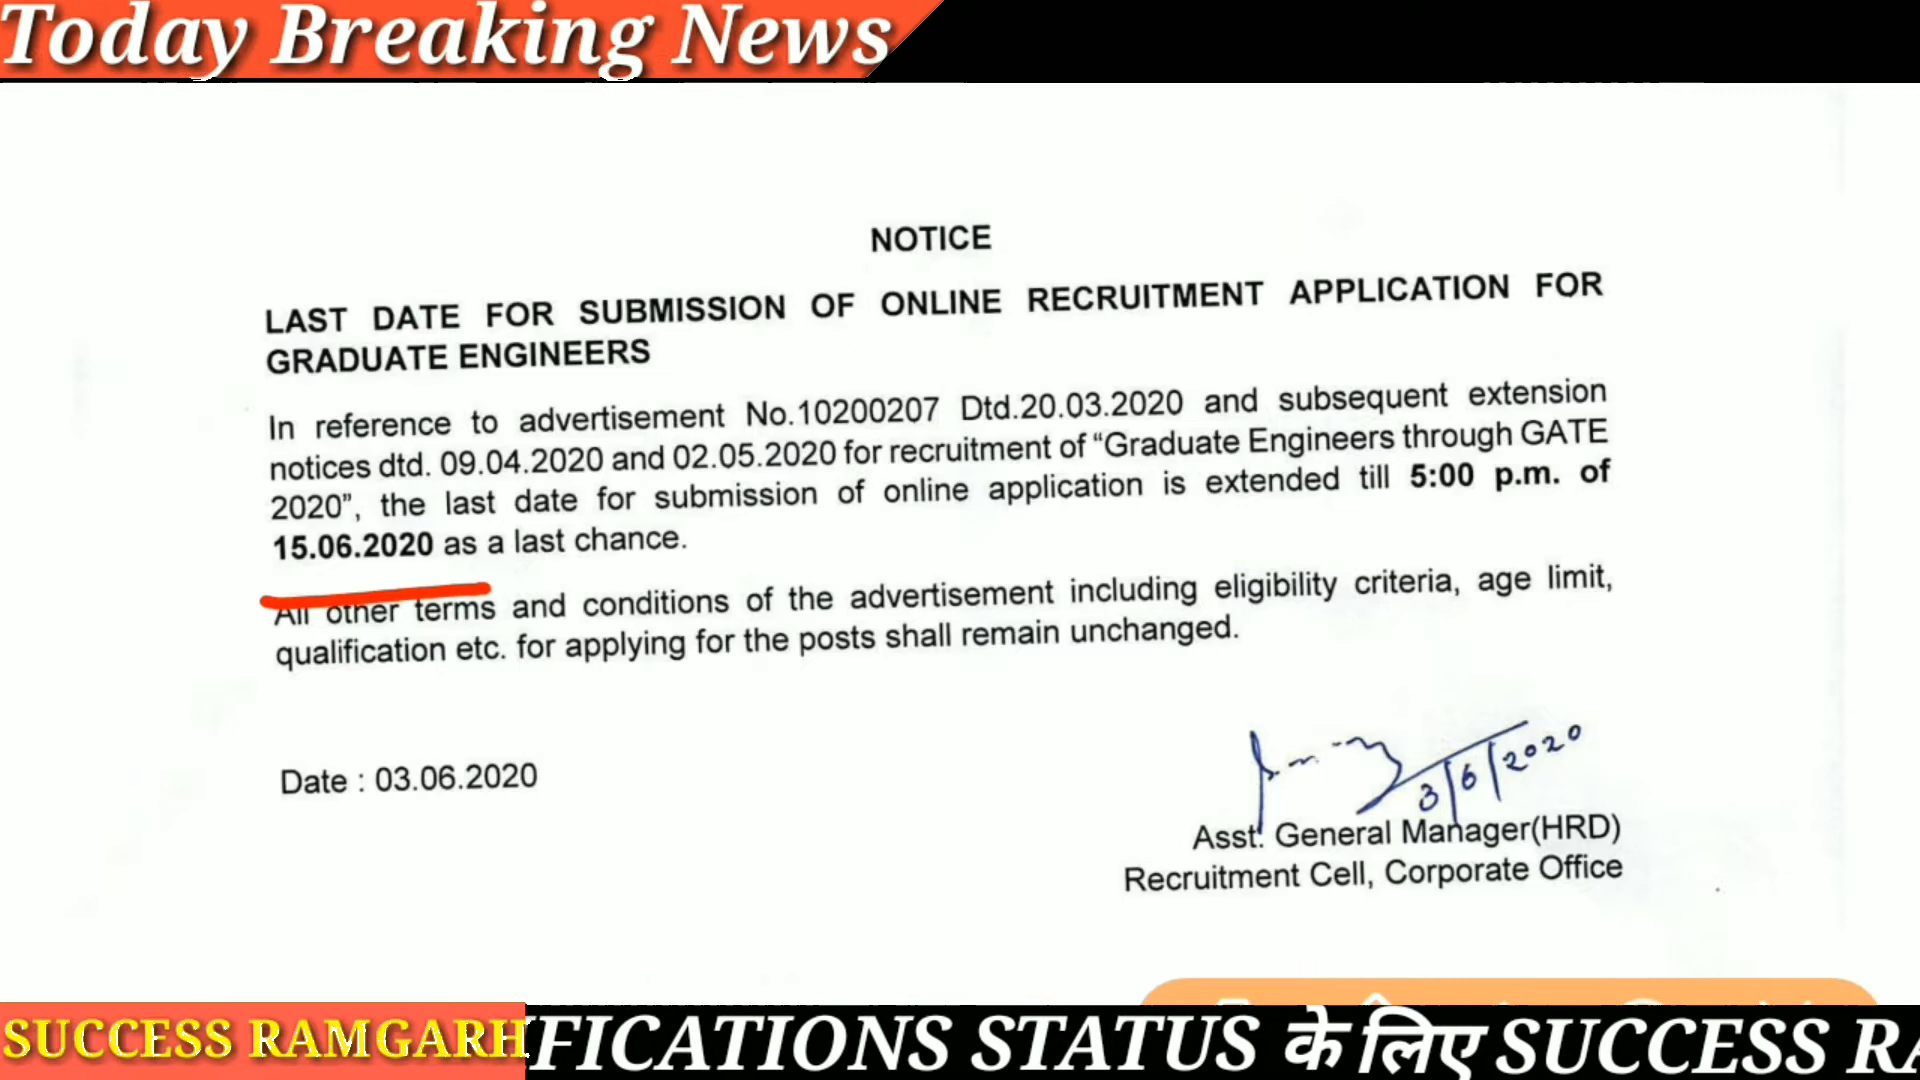 Today Breaking News
NOTICE
LAST DATE FOR SUBMISSION OF ONLINE RECRUITMENT APPLICATION FOR
GRADUATE ENGINEERS
In reference to advertisement No.10200207 Dtd.20.03.2020 and subsequent extension
notices dtd. 09.04.2020 and 02.05.2020 for recruitment of “Graduate Engineers through GATE
2020”, the last date for submission of online application is extended till 5:00 p.m. of
15.06.2020 as a last chance.
All other terms and conditions of the advertisement including eligibility criteria, age limit,
qualification etc. for applying for the posts shall remain unchanged.
3/6/2020
Date : 03.06.2020
Asst. General Manager(HRD)
Recruitment Cell, Corporate Office
SUCCESS RAMGARH
IFICATIONS STATUS के लिए SUCCESS RA